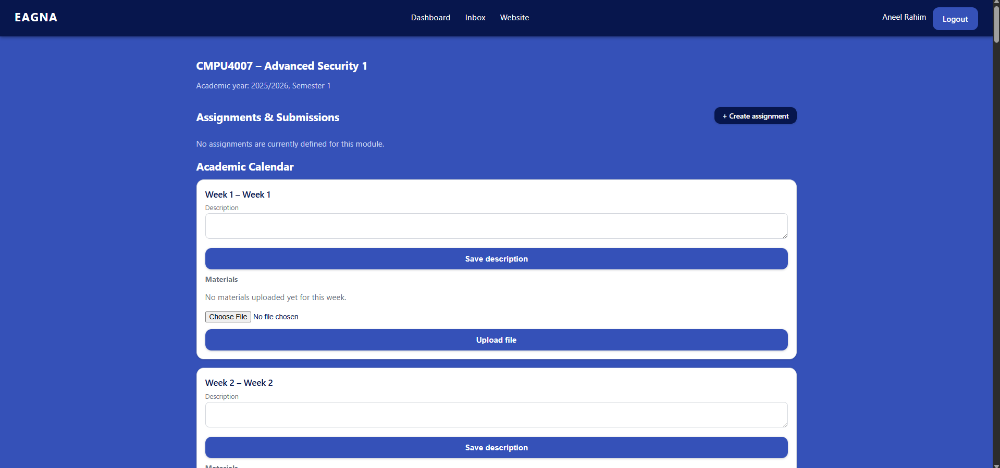 EAGNA
Dashboard Inbox Website
Aneel Rahim Logout
CMPU4007 – Advanced Security 1
Academic year: 2025/2026, Semester 1
Assignments & Submissions
+ Create assignment
No assignments are currently defined for this module.
Academic Calendar
Week 1 – Week 1
Description
Save description
Materials
No materials uploaded yet for this week.
Choose File No file chosen
Upload file
Week 2 – Week 2
Description
Save description
Materials